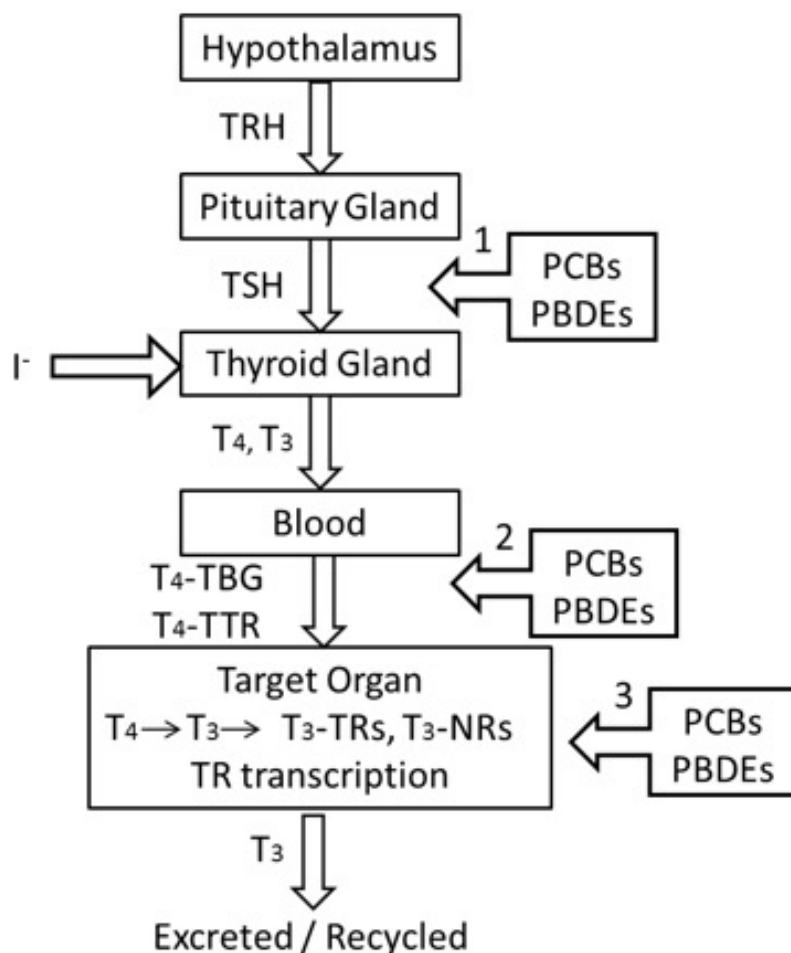 Hypothalamus
TRH
Pituitary Gland
1
PCBs
PBDEs
TSH
I-
Thyroid Gland
T4, T3
Blood
2
PCBs
PBDEs
T4-TBG
T4-TTR
Target Organ
T4→T3→ T3-TRs, T3-NRs
TR transcription
3
PCBs
PBDEs
T3
Excreted / Recycled